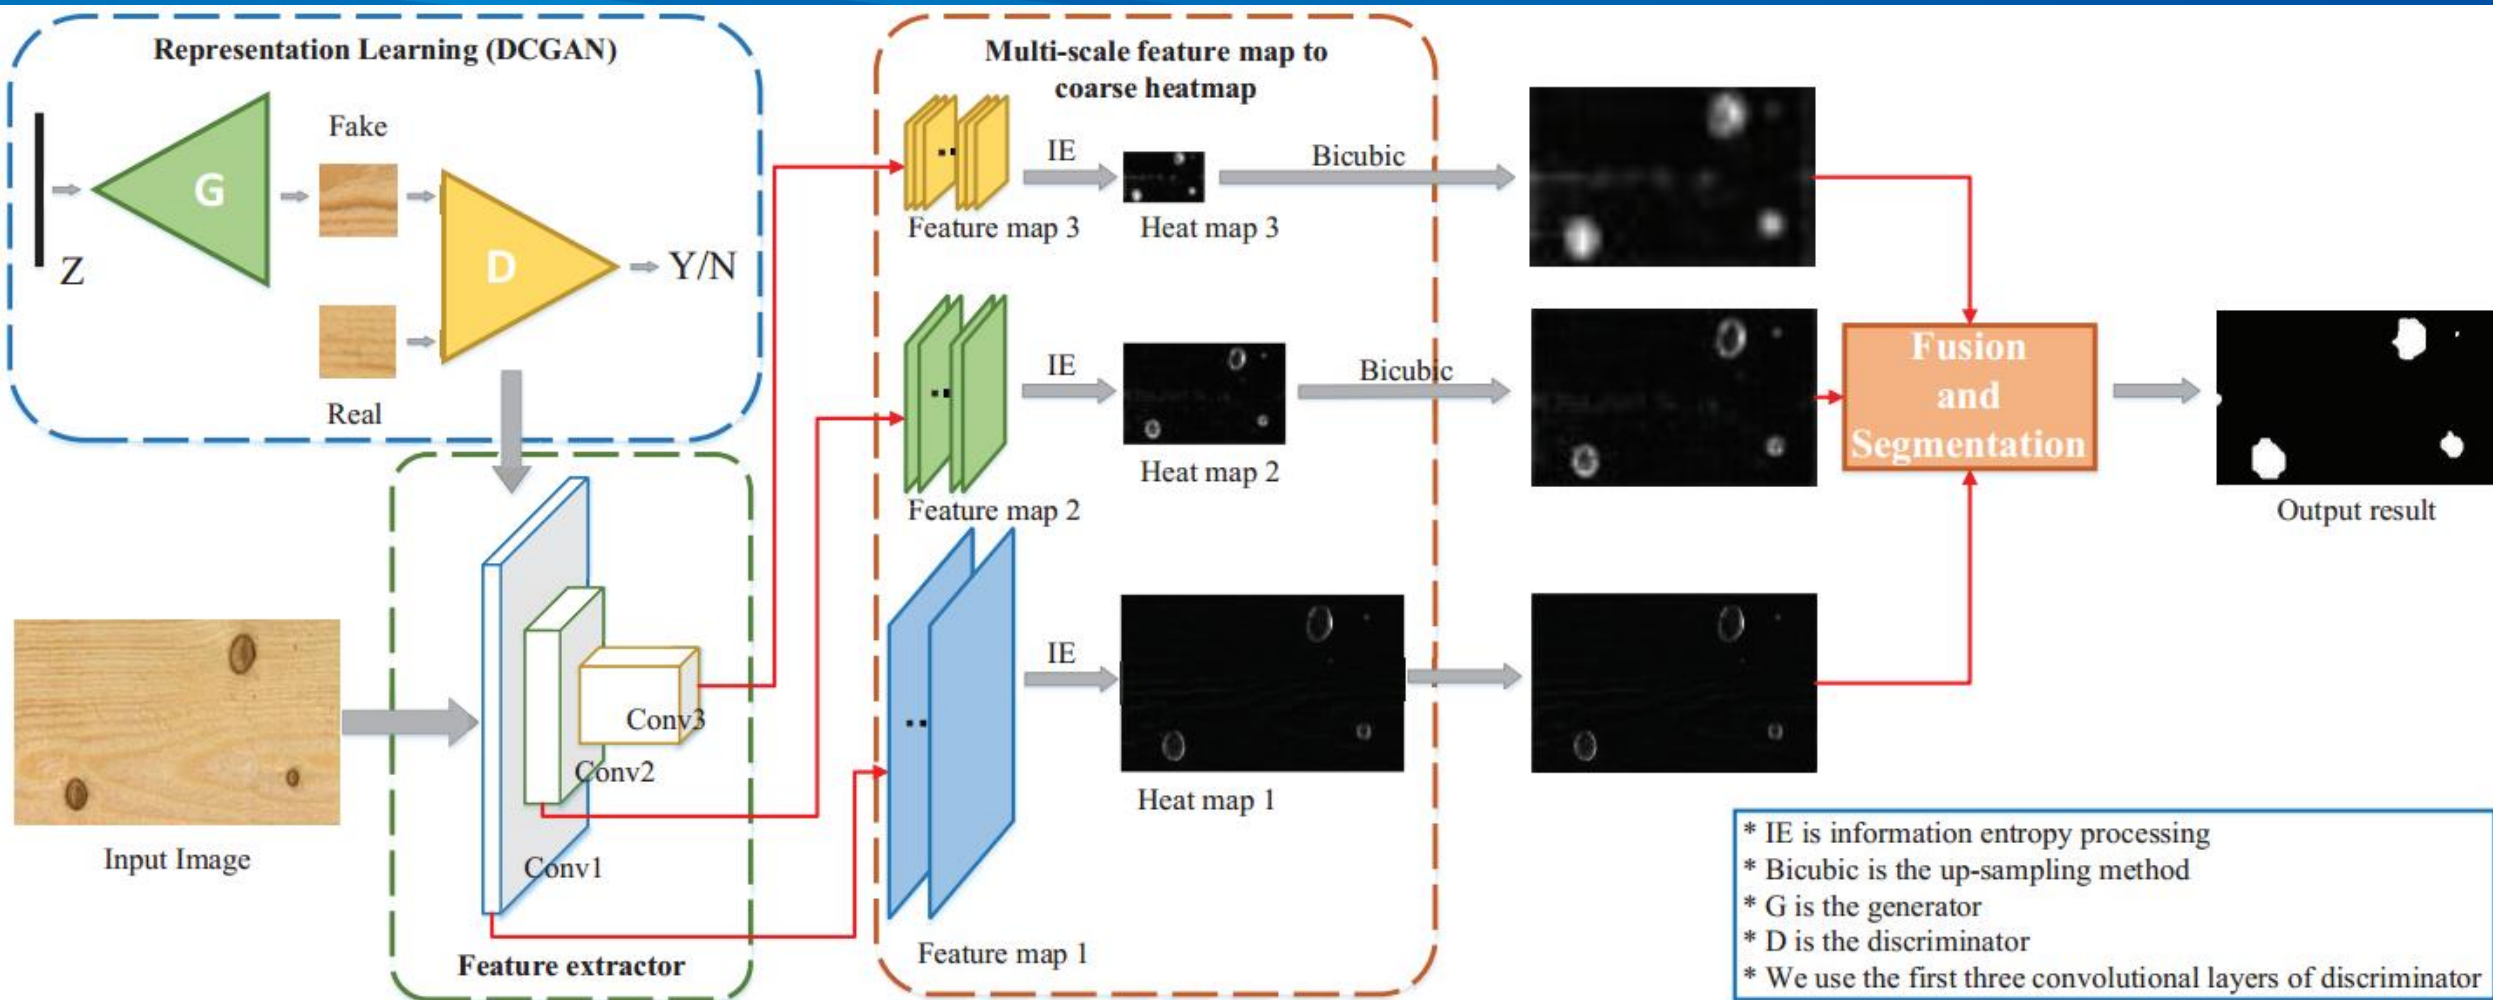 Representation Learning (DCGAN)
Z
G
Fake
Real
D
Y/N
Input Image
Conv1
Conv2
Conv3
Feature extractor
Multi-scale feature map to
coarse heatmap
Feature map 3
IE
Heat map 3
Bicubic
Feature map 2
IE
Heat map 2
Bicubic
Feature map 1
IE
Heat map 1
Fusion
and
Segmentation
Output result
* IE is information entropy processing
* Bicubic is the up-sampling method
* G is the generator
* D is the discriminator
* We use the first three convolutional layers of discriminator